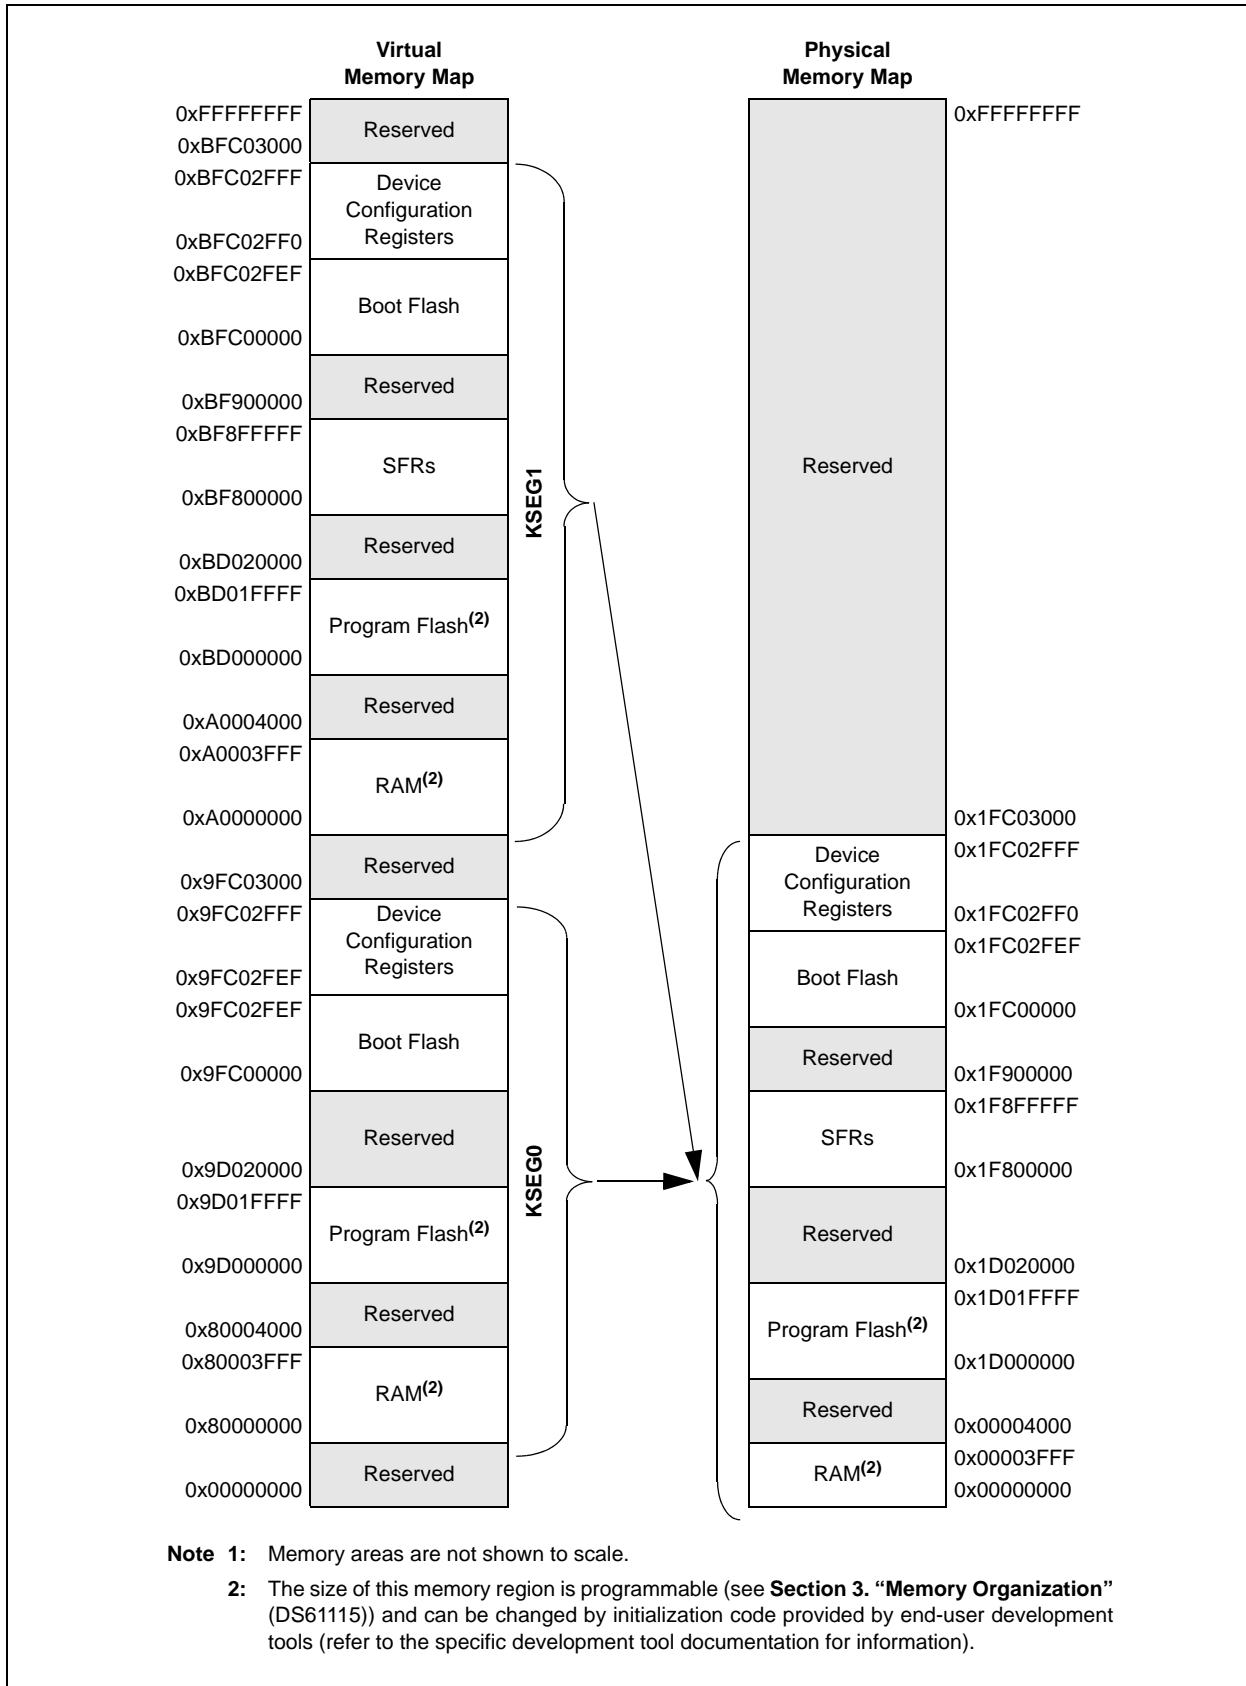 Virtual
Memory Map
0xFFFFFFFF
Reserved
0xBFC03000
0xBFC02FFF
Device
Configuration
Registers
0xBFC02FF0
0xBFC02FEF
Boot Flash
0xBFC00000
Reserved
0xBF900000
0xBF8FFFFF
SFRs
0xBF800000
Reserved
0xBD020000
0xBD01FFFF
Program Flash(2)
0xBD000000
Reserved
0xA0004000
0xA0003FFF
RAM(2)
0xA0000000
Reserved
0x9FC03000
0x9FC02FFF
Device
Configuration
Registers
0x9FC02FEF
0x9FC02FEF
Boot Flash
0x9FC00000
Reserved
0x9D020000
0x9D01FFFF
Program Flash(2)
0x9D000000
Reserved
0x80004000
0x80003FFF
RAM(2)
0x80000000
Reserved
0x00000000
KSEG1
KSEG0
Physical
Memory Map
0xFFFFFFFF
Reserved
0x1FC03000
Device
Configuration
Registers
0x1FC02FFF
0x1FC02FF0
0x1FC02FEF
Boot Flash
0x1FC00000
Reserved
0x1F900000
0x1F8FFFFF
SFRs
0x1F800000
Reserved
0x1D020000
0x1D01FFFF
Program Flash(2)
0x1D000000
Reserved
0x00004000
0x00003FFF
RAM(2)
0x00000000
Note 1: Memory areas are not shown to scale.
2: The size of this memory region is programmable (see Section 3. “Memory Organization”
(DS61115)) and can be changed by initialization code provided by end-user development
tools (refer to the specific development tool documentation for information).